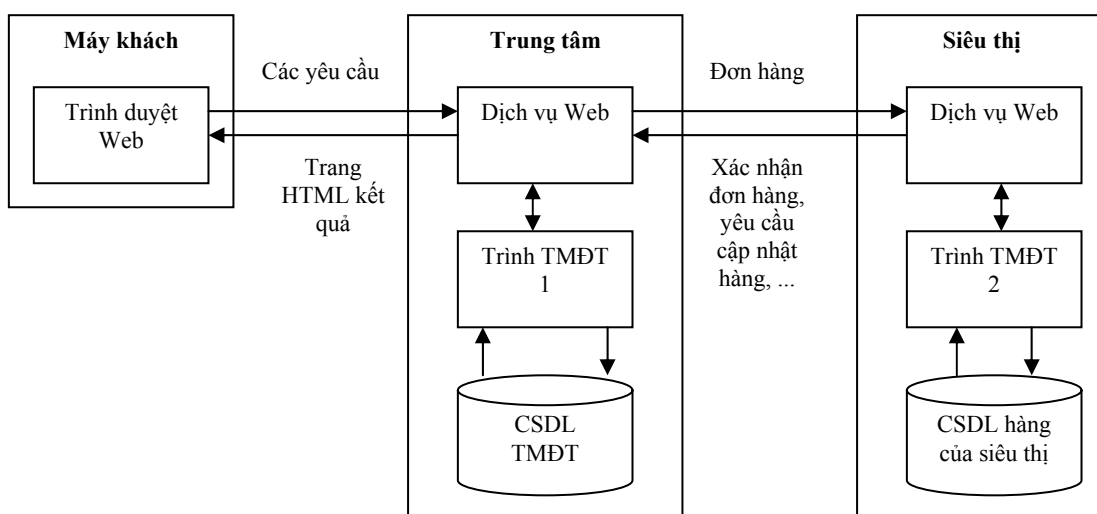 Máy khách
Trình duyệt
Web
Các yêu cầu
Trang
HTML kết
quả
Trung tâm
Dịch vụ Web
Trình TMĐT
1
CSDL
TMĐT
Đơn hàng
Xác nhận
đơn hàng,
yêu cầu
cập nhật
hàng, ...
Siêu thị
Dịch vụ Web
Trình TMĐT
2
CSDL hàng
của siêu thị